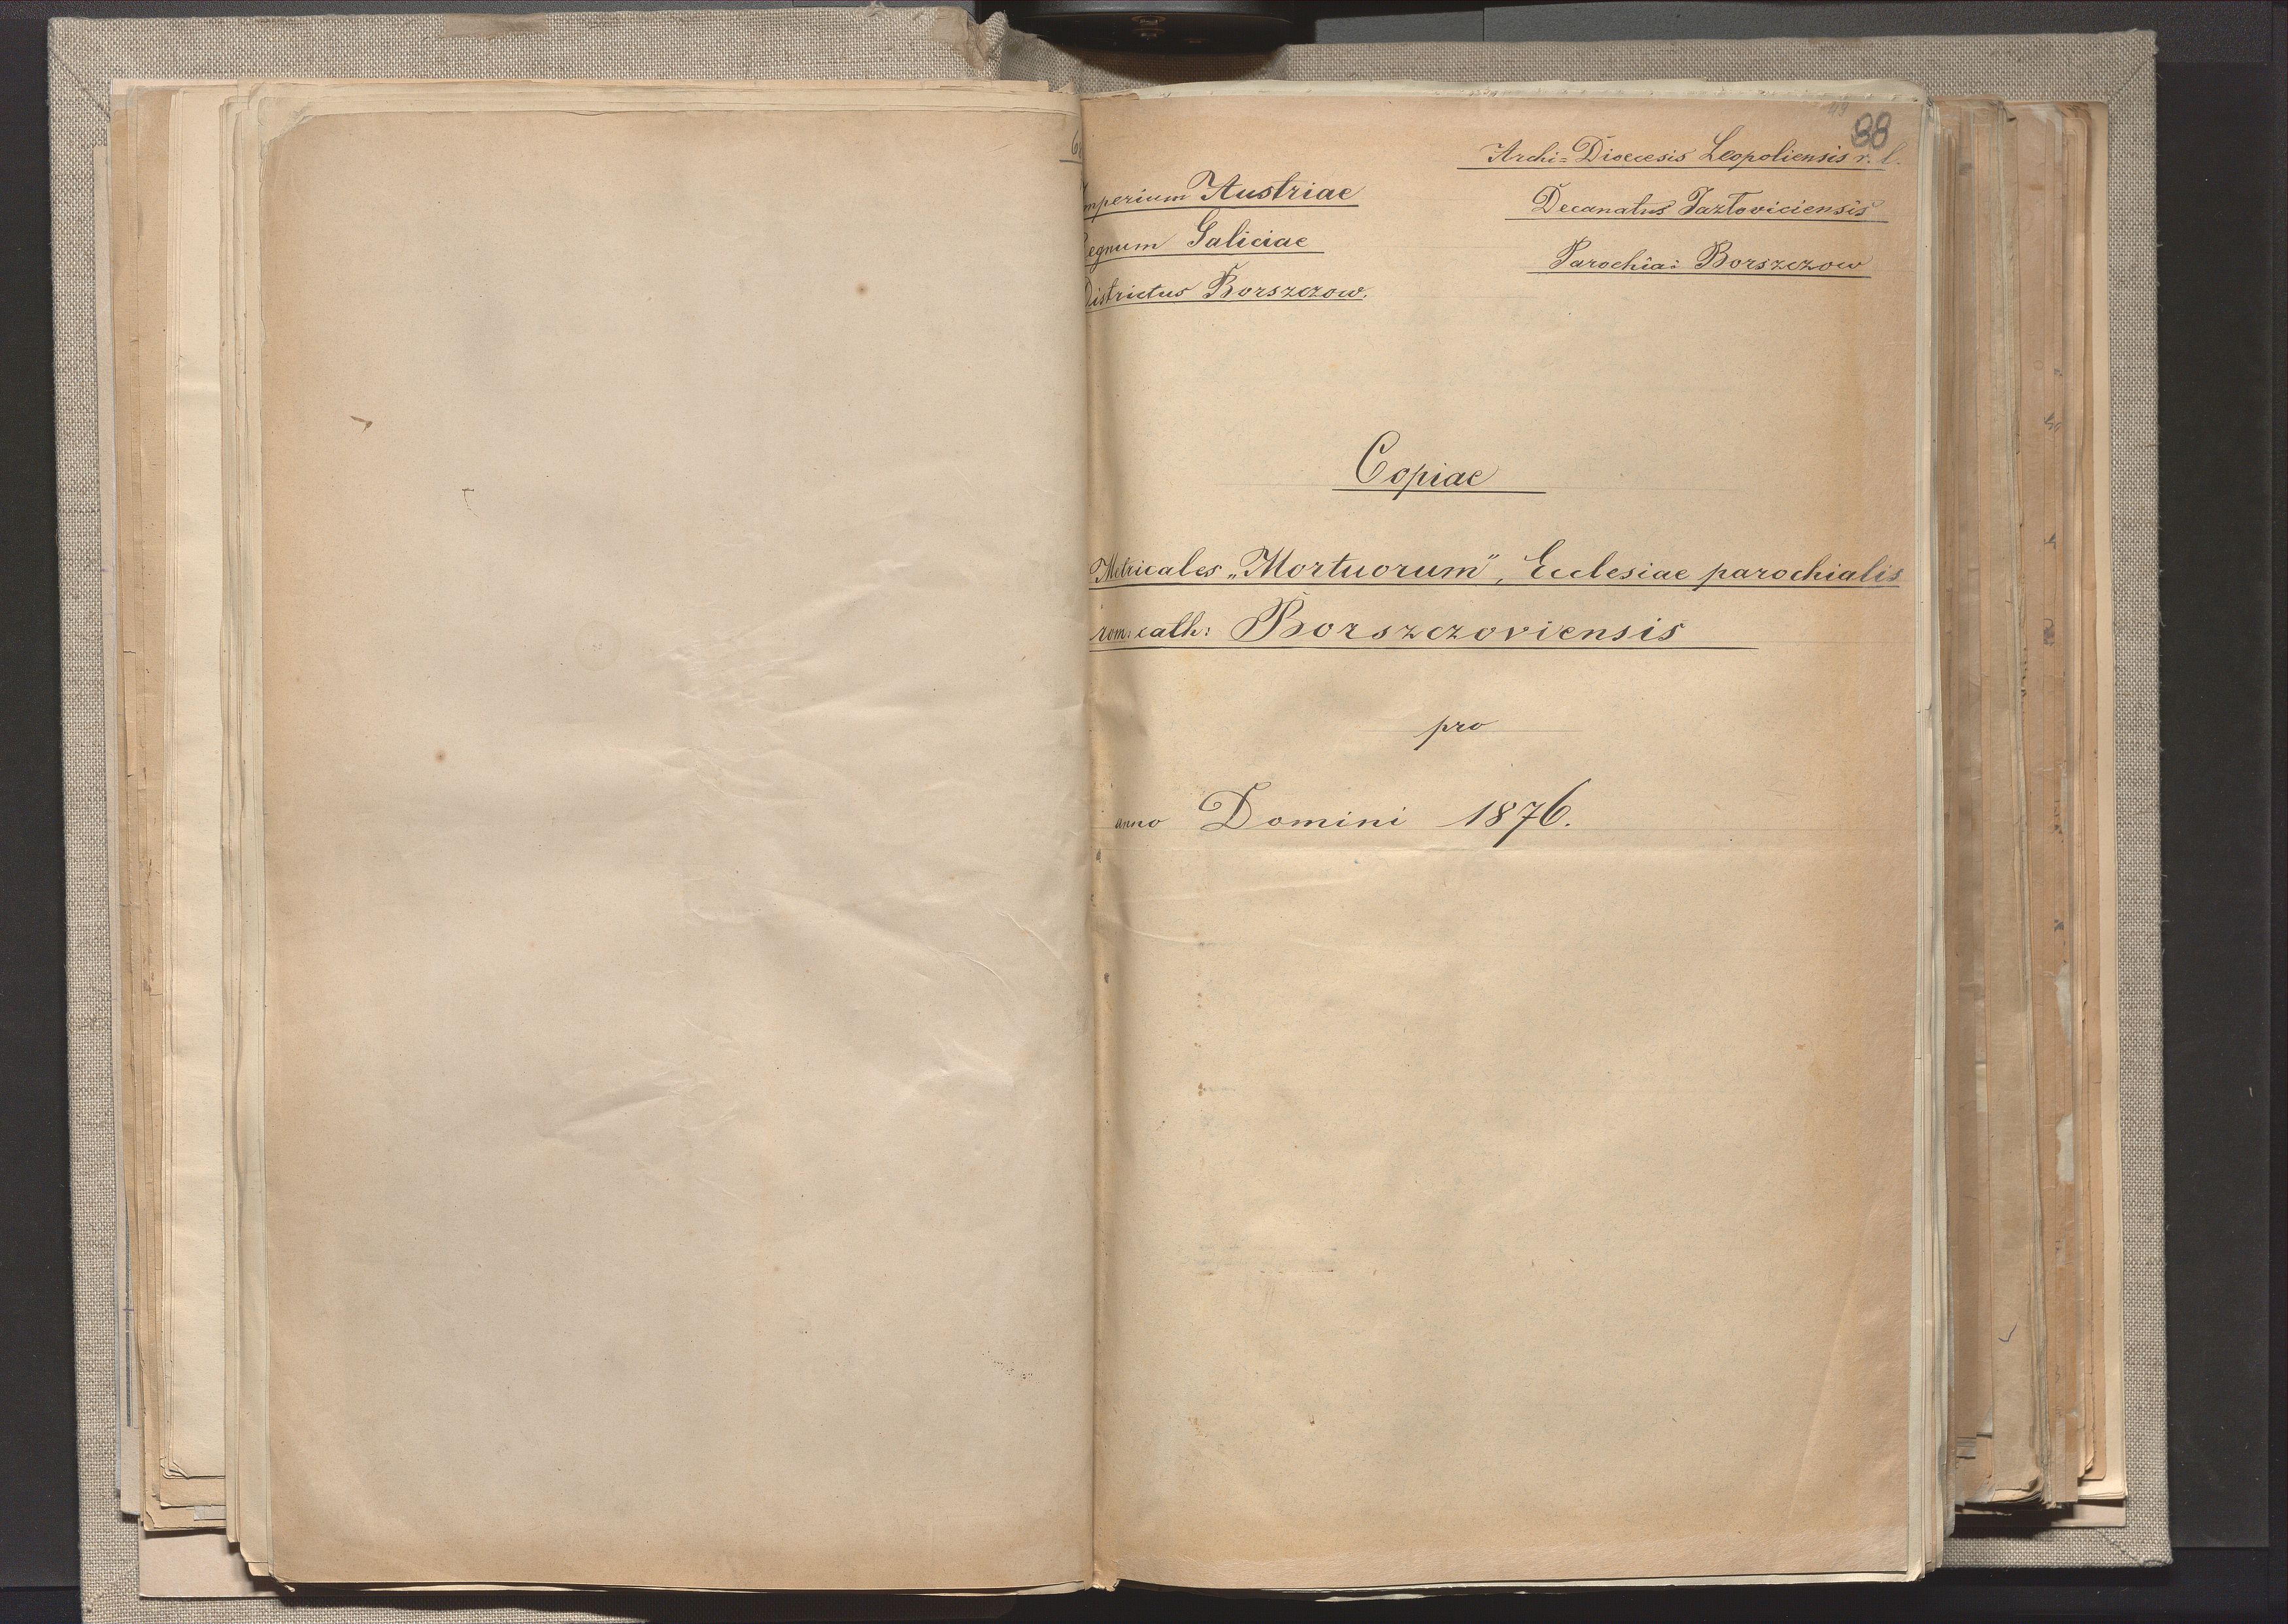 88
Archi=Dioecesis Leopoliensis r. l.
Imperium Austriae
Decanatus Jazłoviciensis
Regnum Galiciae
Parochia: Borszczow
Districtus Borszczow.
Copiae
Metricales „Mortuorum", Ecclesiae parochialis
rom: cath: Borszczoviensis
pro
anno Domini 1876.